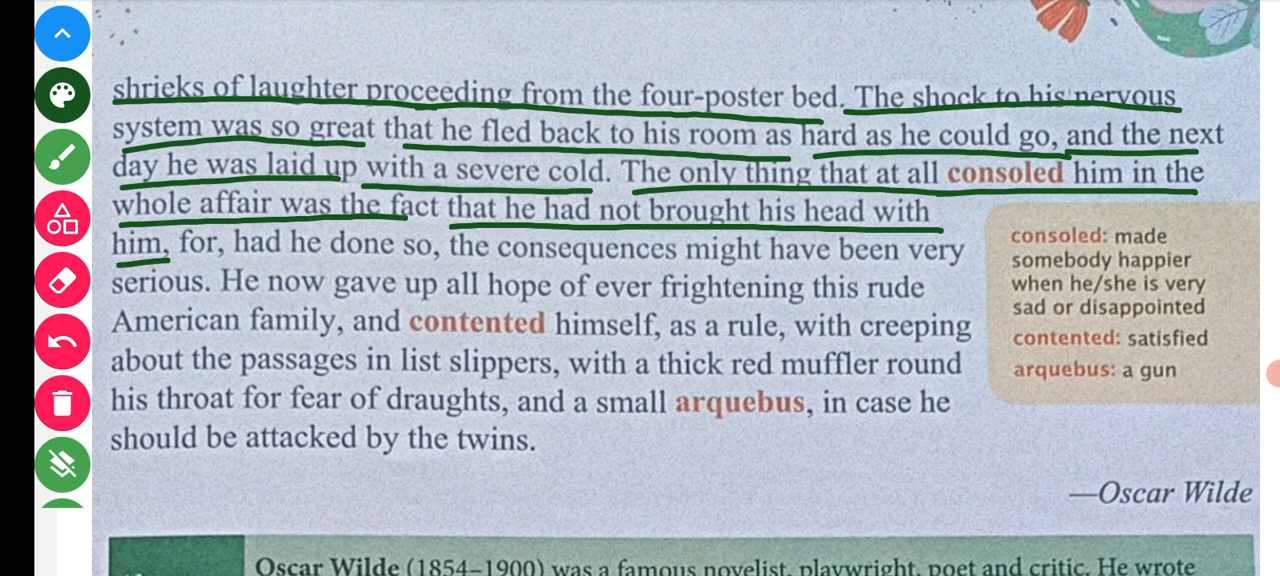 shrieks of laughter proceeding from the four-poster bed. The shock to his nervous
system was so great that he fled back to his room as hard as he could go, and the next
day he was laid up with a severe cold. The only thing that at all consoled him in the
whole affair was the fact that he had not brought his head with
him, for, had he done so, the consequences might have been very
serious. He now gave up all hope of ever frightening this rude
American family, and contented himself, as a rule, with creeping
about the passages in list slippers, with a thick red muffler round
his throat for fear of draughts, and a small arquebus, in case he
should be attacked by the twins.
consoled: made
somebody happier
when he/she is very
sad or disappointed
contented: satisfied
arquebus: a gun
—Oscar Wilde
Oscar Wilde (1854–1900) was a famous novelist, playwright, poet and critic. He wrote